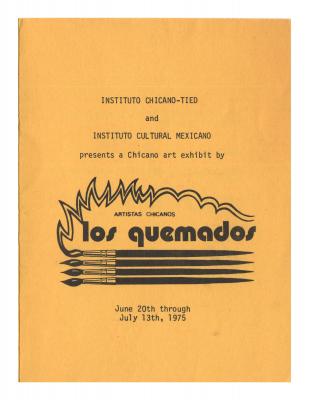 INSTITUTO CHICANO-TIED
and
INSTITUTO CULTURAL MEXICANO
presents a Chicano art exhibit by
ARTISTAS CHICANOS
los quemados
June 20th through
July 13th, 1975